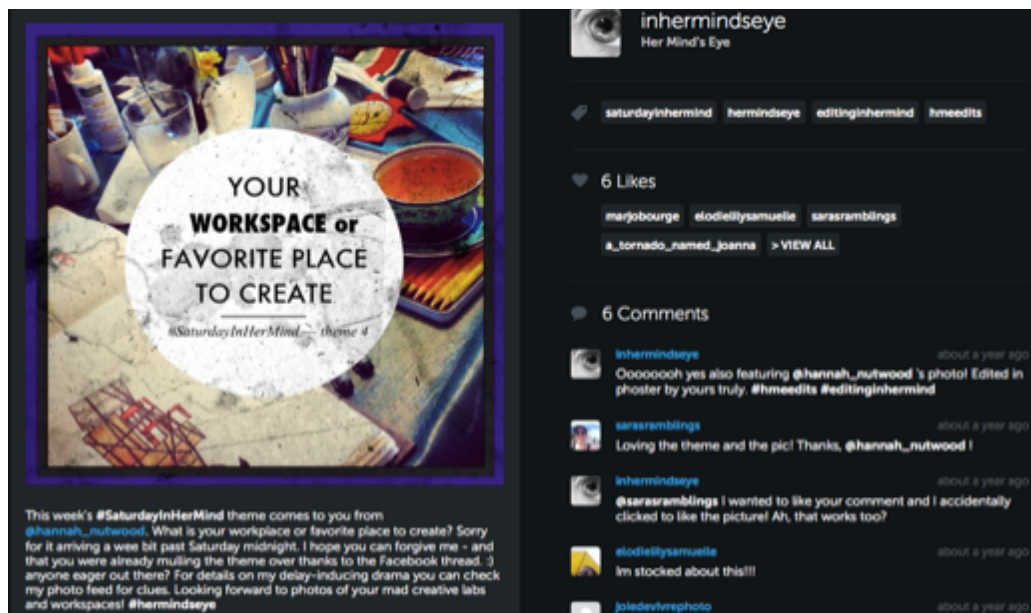 YOUR
WORKSPACE or
FAVORITE PLACE
TO CREATE
#SaturdayInHerMind — theme 4
This week's #SaturdayInHerMind theme comes to you from
@hannah_nutwood. What is your workplace or favorite place to create? Sorry
for it arriving a wee bit past Saturday midnight. I hope you can forgive me - and
that you were already mulling the theme over thanks to the Facebook thread. :)
anyone eager out there? For details on my delay-inducing drama you can check
my photo feed for clues. Looking forward to photos of your mad creative labs
and workspaces! #hermindseye
inhermindseye
Her Mind's Eye
saturdayinhermind hermindseye editinginhermind hmeedits
6 Likes
marjobourge elodielilysamuelle sarasramblings
a_tornado_named_joanna > VIEW ALL
6 Comments
inhermindseye about a year ago
Oooooooh yes also featuring @hannah_nutwood 's photo! Edited in
phoster by yours truly. #hmeedits #editinginhermind
sarasramblings about a year ago
Loving the theme and the pic! Thanks, @hannah_nutwood !
inhermindseye about a year ago
@sarasramblings I wanted to like your comment and I accidentally
clicked to like the picture! Ah, that works too?
elodielilysamuelle about a year ago
Im stocked about this!!!
joiedevivrephoto about a year ago